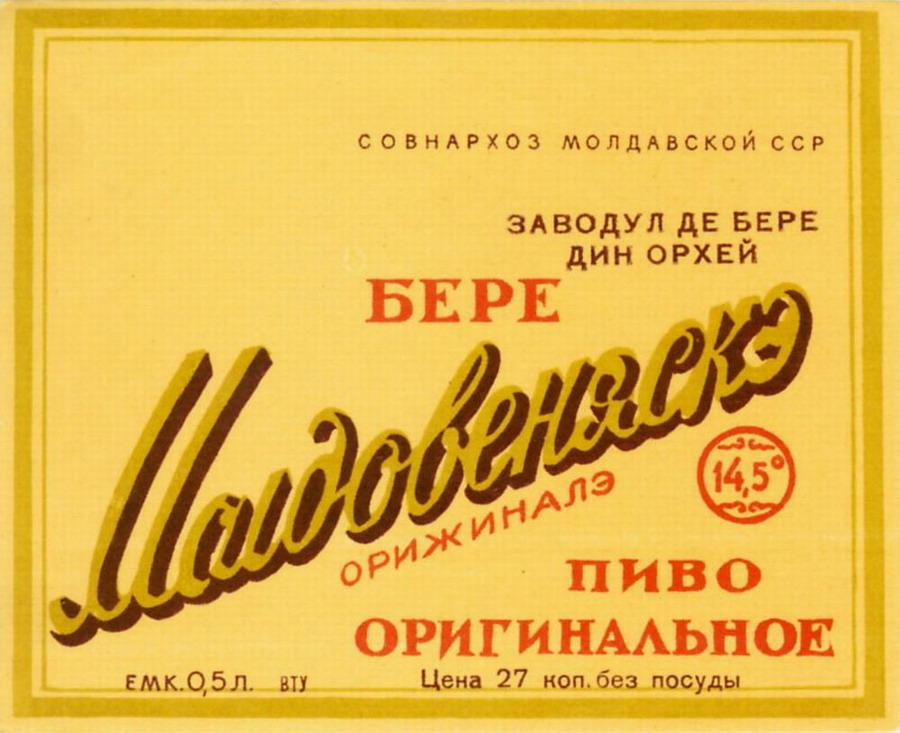 СОВНАРХОЗ МОЛДАВСКОЙ ССР
ЗАВОДУЛ ДЕ БЕРЕ
ДИН ОРХЕЙ
БЕРЕ
Молдовеняскэ
ОРИЖИНАЛЭ
14,5°
ПИВО
ОРИГИНАЛЬНОЕ
ЕМК.0,5л. ВТУ
Цена 27 коп. без посуды